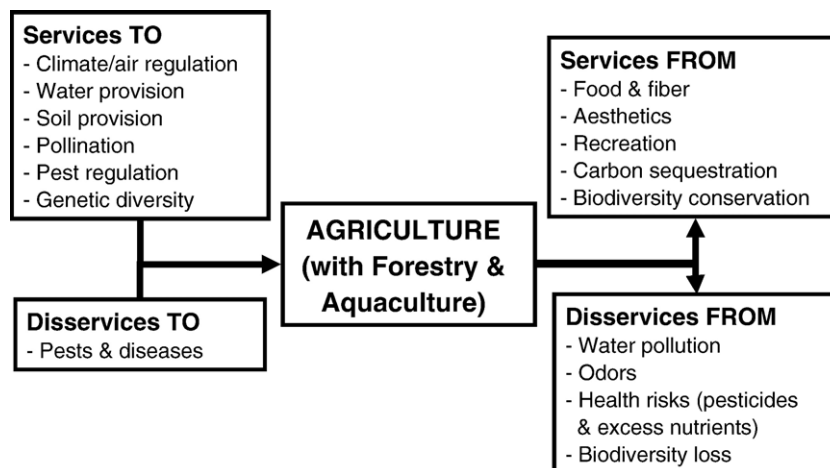 Services TO
- Climate/air regulation
- Water provision
- Soil provision
- Pollination
- Pest regulation
- Genetic diversity
Disservices TO
- Pests & diseases
AGRICULTURE
(with Forestry &
Aquaculture)
Services FROM
- Food & fiber
- Aesthetics
- Recreation
- Carbon sequestration
- Biodiversity conservation
Disservices FROM
- Water pollution
- Odors
- Health risks (pesticides
& excess nutrients)
- Biodiversity loss